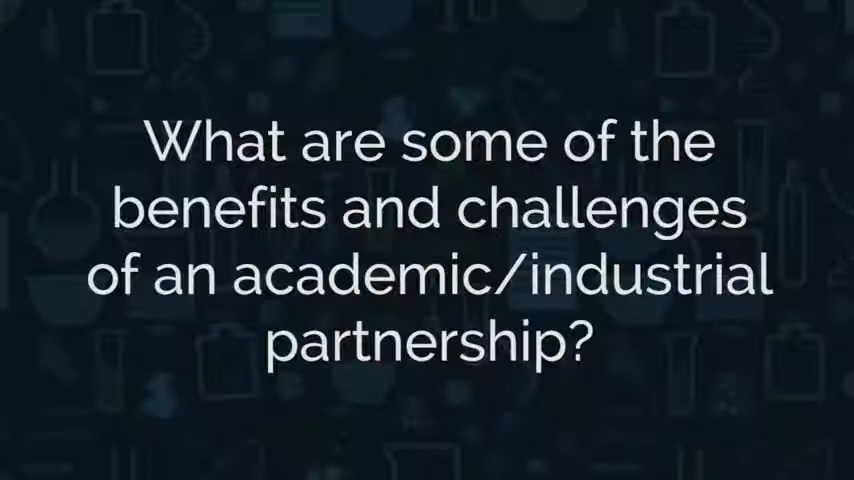 What are some of the
benefits and challenges
of an academic/industrial
partnership?